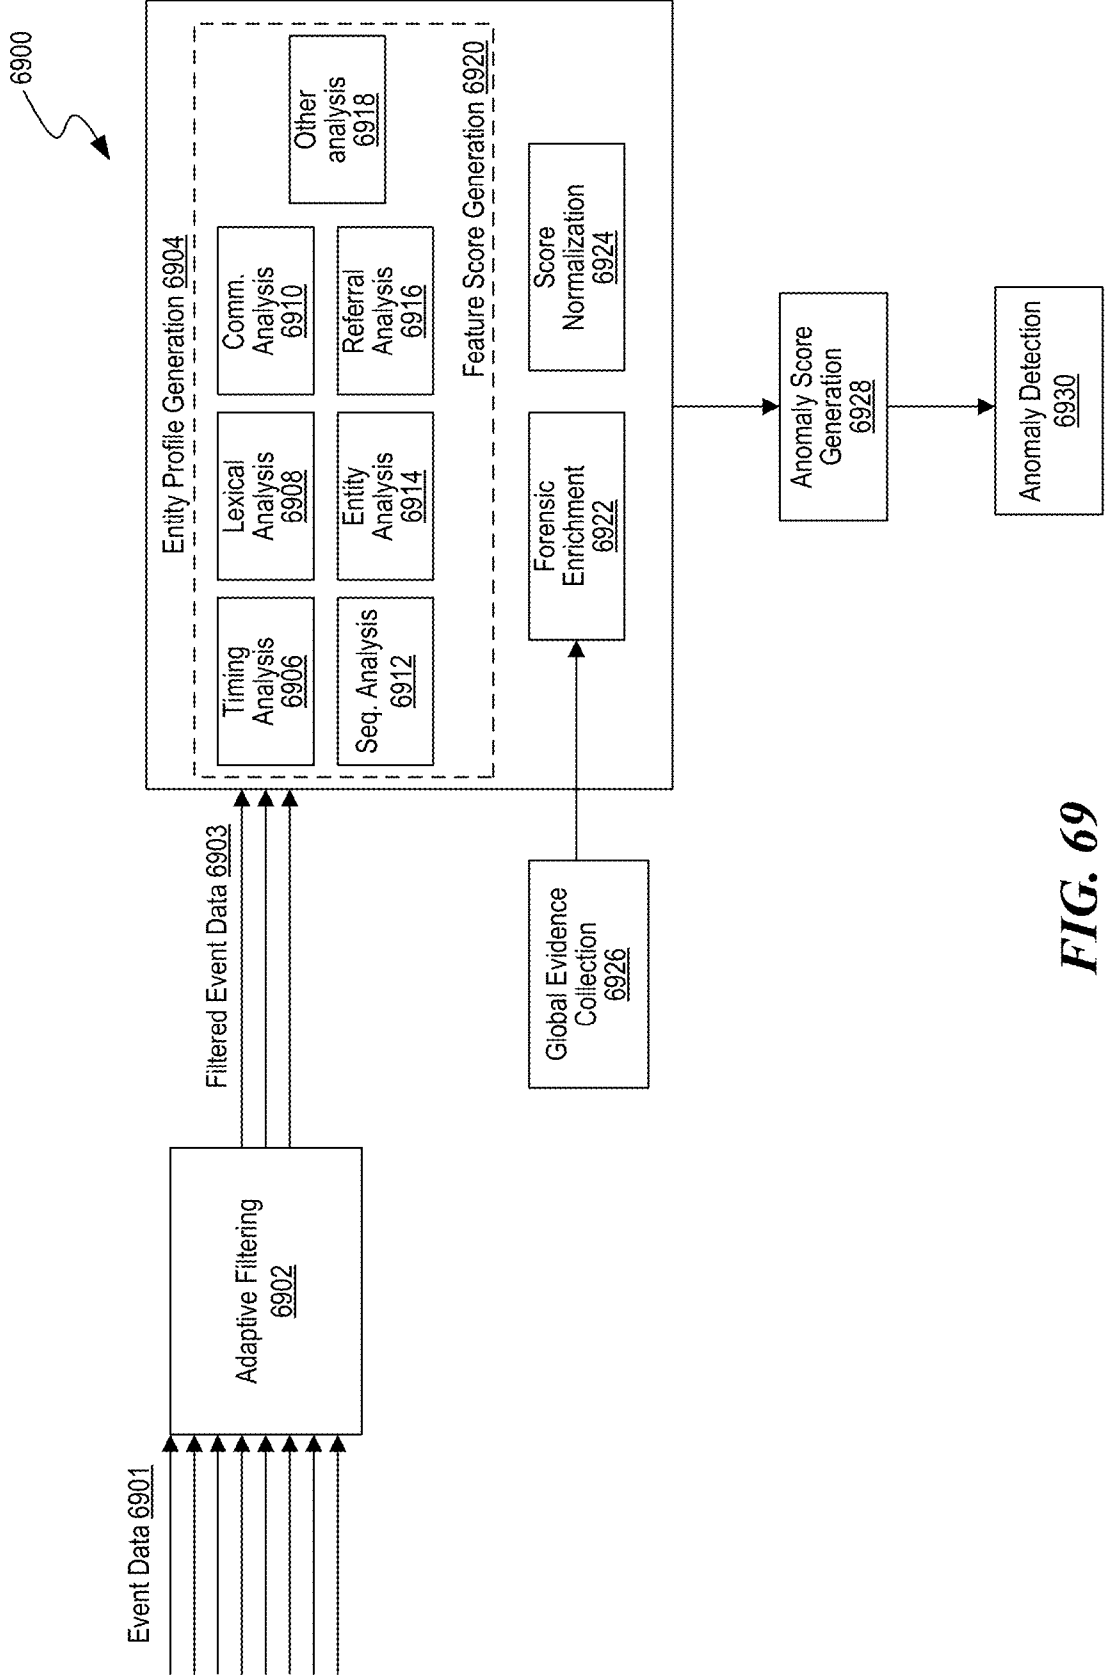 6900
Event Data 6901
Adaptive Filtering
6902
Filtered Event Data 6903
Entity Profile Generation 6904
Timing
Analysis
6906
Lexical
Analysis
6908
Comm.
Analysis
6910
Seq. Analysis
6912
Entity
Analysis
6914
Referral
Analysis
6916
Other
analysis
6918
Feature Score Generation 6920
Forensic
Enrichment
6922
Score
Normalization
6924
Global Evidence
Collection
6926
Anomaly Score
Generation
6928
Anomaly Detection
6930
FIG. 69